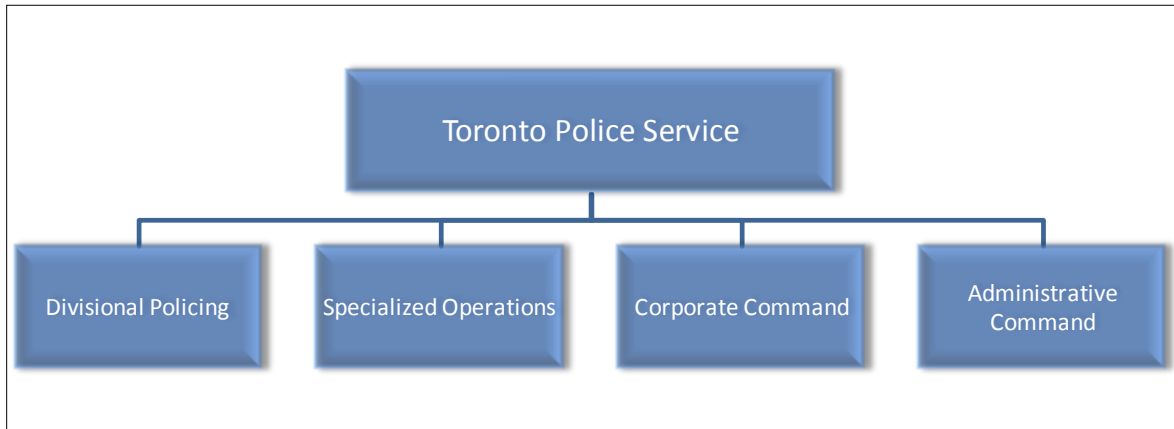 Toronto Police Service
Divisional Policing
Specialized Operations
Corporate Command
Administrative
Command